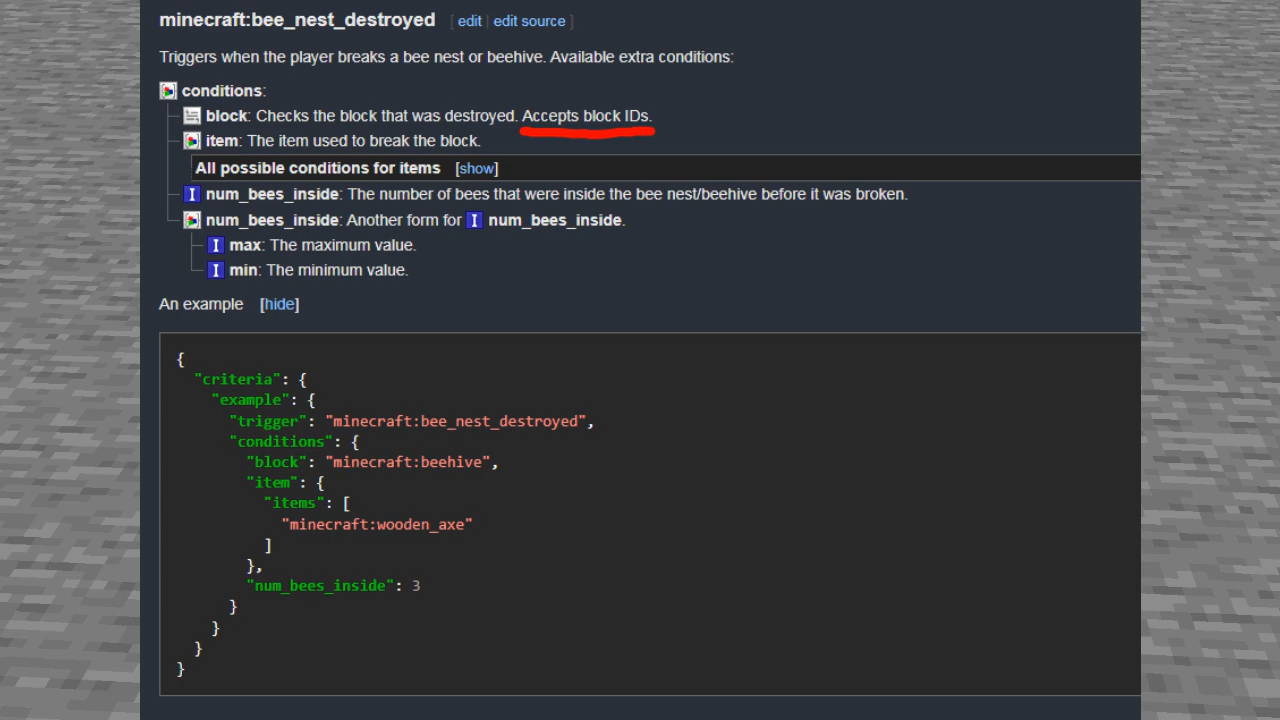 minecraft:bee_nest_destroyed [ edit | edit source ]
Triggers when the player breaks a bee nest or beehive. Available extra conditions:
conditions:
block: Checks the block that was destroyed. Accepts block IDs.
item: The item used to break the block.
All possible conditions for items [show]
I num_bees_inside: The number of bees that were inside the bee nest/beehive before it was broken.
num_bees_inside: Another form for I num_bees_inside.
I max: The maximum value.
I min: The minimum value.
An example [hide]
{
"criteria": {
"example": {
"trigger": "minecraft:bee_nest_destroyed",
"conditions": {
"block": "minecraft:beehive",
"item": {
"items": [
"minecraft:wooden_axe"
]
},
"num_bees_inside": 3
}
}
}
}